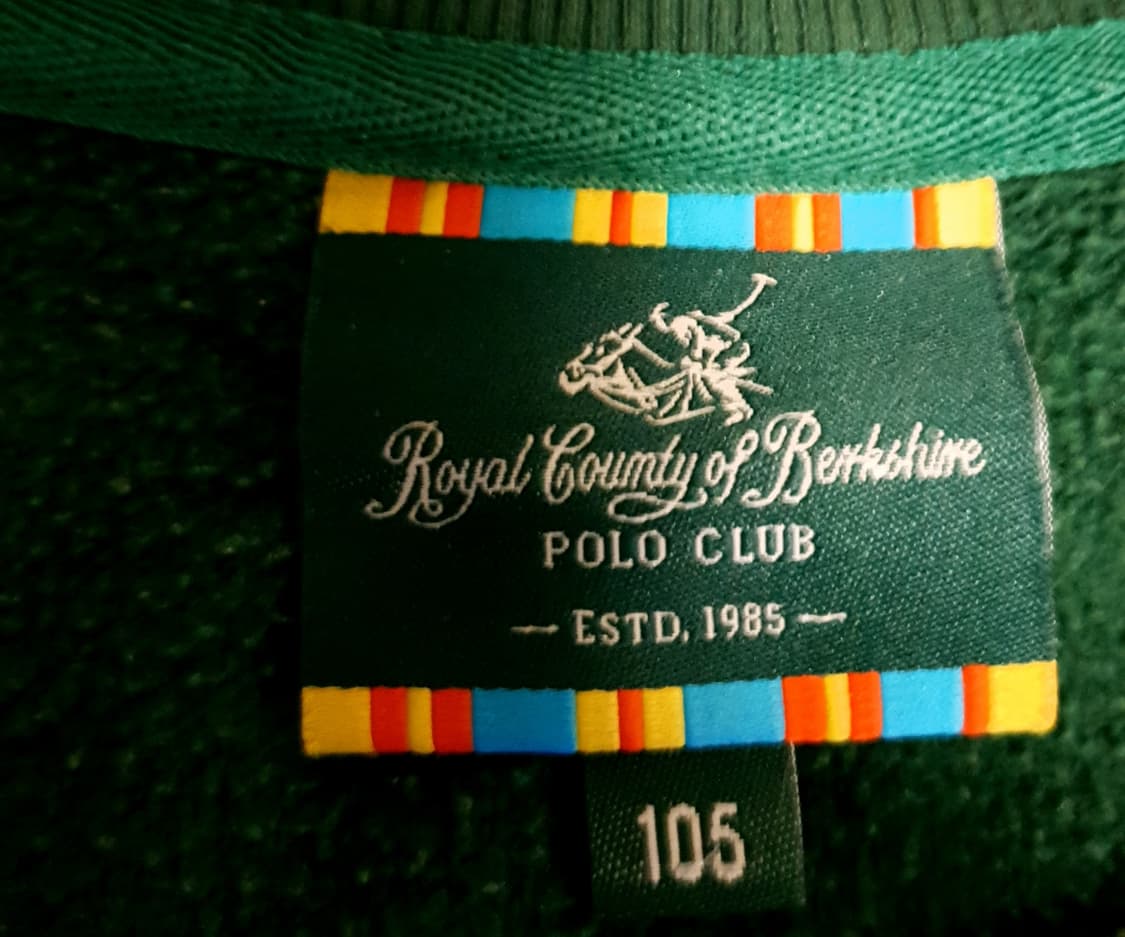 Royal County of Berkshire
POLO CLUB
— ESTD. 1985 —
105